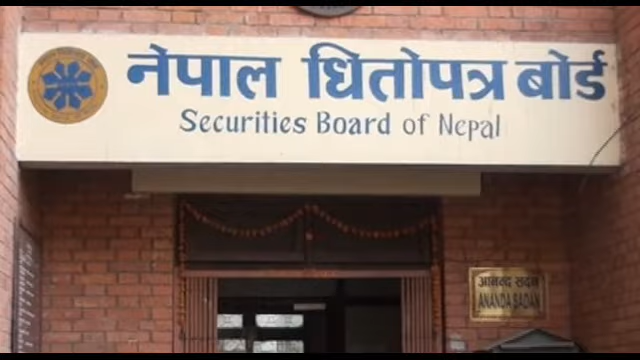 नेपाल धितोपत्र बोर्ड
Securities Board of Nepal
आनन्द सदन
ANANDA SADAN